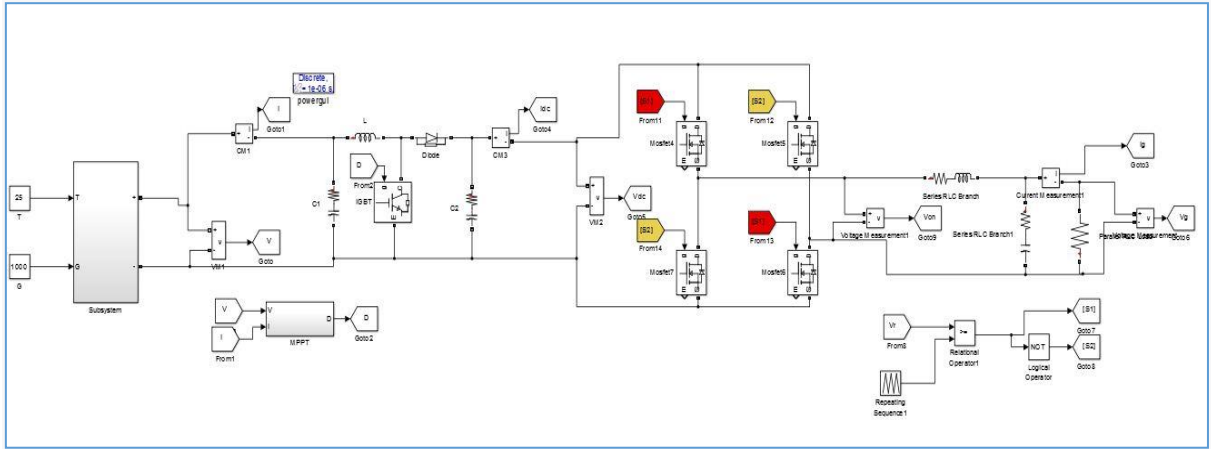 Discrete,
= 1e-06 s
powergui
I
Goto1
CM1
25
T
1000
G
T
G
+
-
Subsystem
VM1
V
Goto
L
D
From2
IGBT
C1
Diode
C2
Idc
Goto4
CM3
VM2
Vdc
Goto5
V
I
From1
V
I
D
MPPT
D
Goto2
[S1]
From11
Mosfet4
[S2]
From12
Mosfet5
[S2]
From14
Mosfet7
[S1]
From13
Mosfet6
Voltage Measurement1
Von
Goto9
Series RLC Branch
Series RLC Branch1
Current Measurement1
Ig
Goto3
Voltage Measurement
Vg
Goto6
Vr
From8
Repeating
Sequence1
>=
Relational
Operator1
NOT
Logical
Operator
[S1]
Goto7
[S2]
Goto8